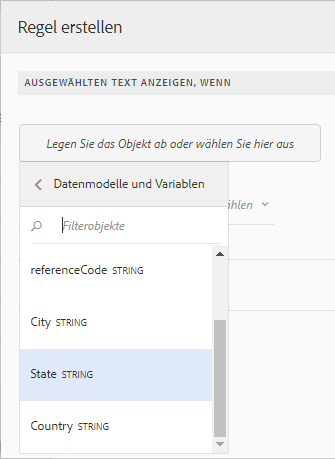 Regel erstellen
AUSGEWÄHLTEN TEXT ANZEIGEN, WENN
Legen Sie das Objekt ab oder wählen Sie hier aus
Datenmodelle und Variablen
Filterobjekte
referenceCode STRING
City STRING
State STRING
Country STRING